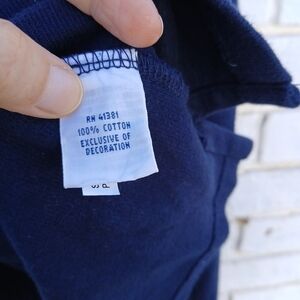 RN 41381
100% COTTON
EXCLUSIVE OF
DECORATION
S
P